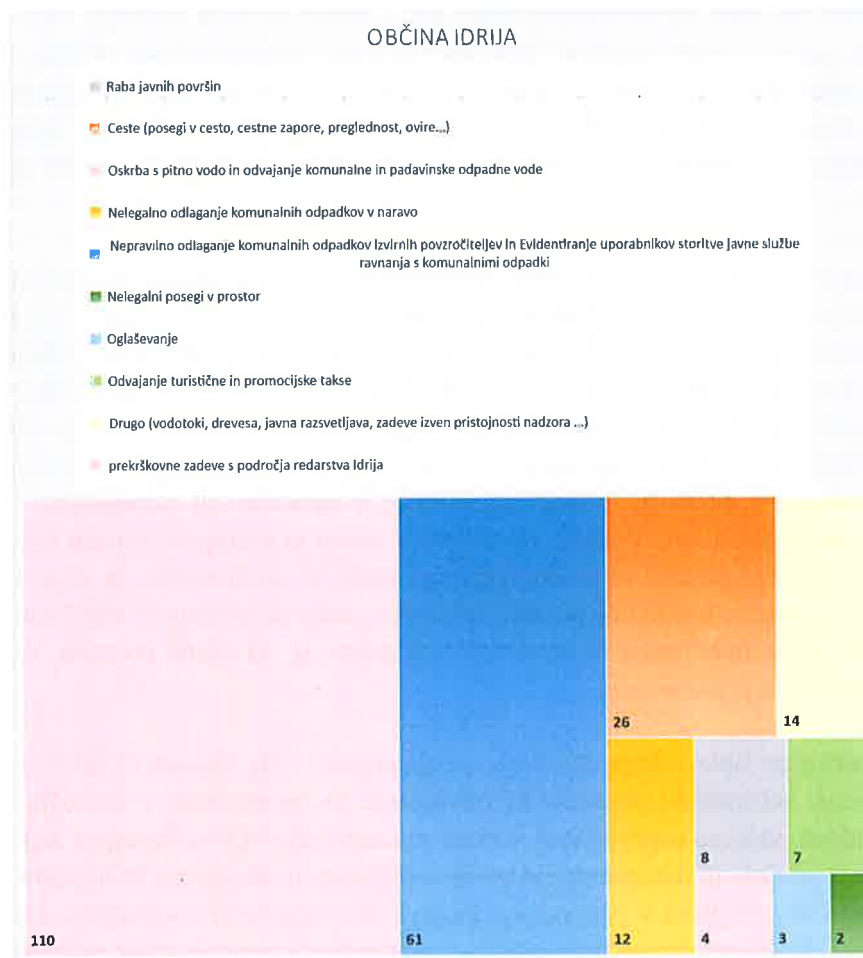 OBČINA IDRIJA
Raba javnih površin
Ceste (posegi v cesto, cestne zapore, preglednost, ovire...)
Oskrba s pitno vodo in odvajanje komunalne in padavinske odpadne vode
Nelegalno odlaganje komunalnih odpadkov v naravo
Nepravilno odlaganje komunalnih odpadkov izvirnih povzročiteljev in Evidentiranje uporabnikov storitve javne službe
ravnanja s komunalnimi odpadki
Nelegalni posegi v prostor
Oglaševanje
Odvajanje turistične in promocijske takse
Drugo (vodotoki, drevesa, javna razsvetljava, zadeve izven pristojnosti nadzora ...)
prekrškovne zadeve s področja redarstva Idrija
26
14
8
7
110
61
12
4
3
2